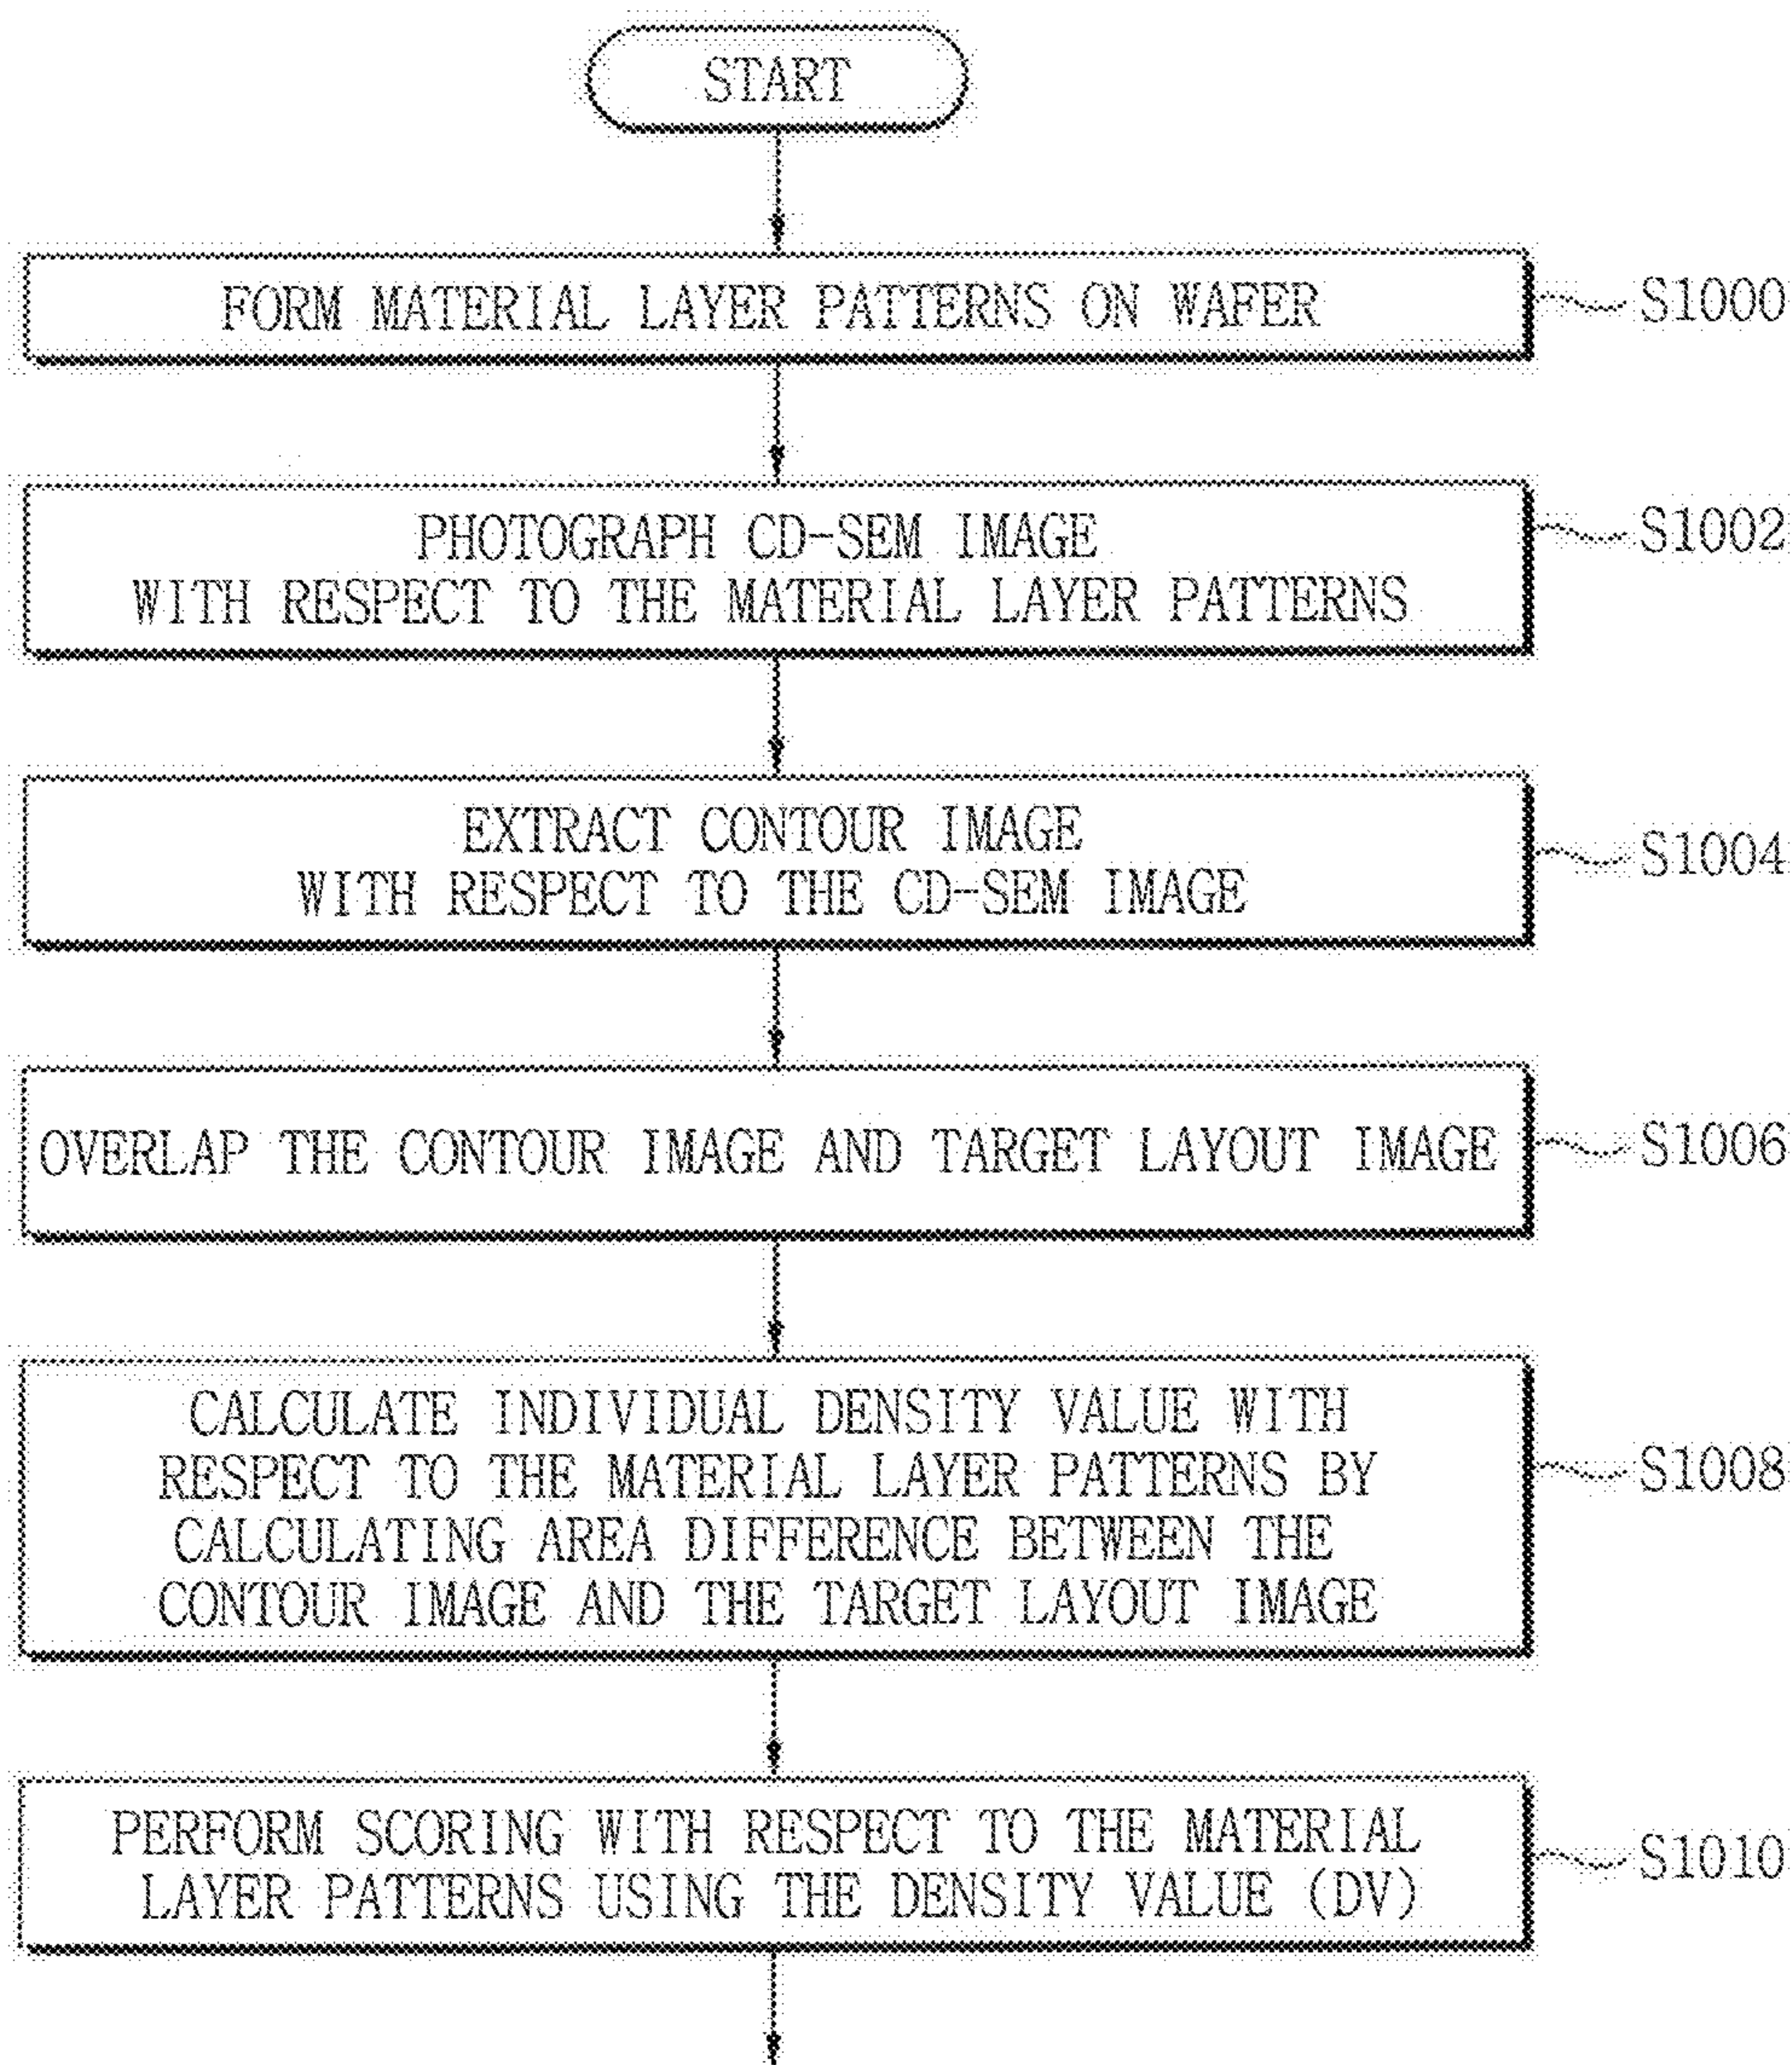 START
FORM MATERIAL LAYER PATTERNS ON WAFER
S1000
PHOTOGRAPH CD-SEM IMAGE
WITH RESPECT TO THE MATERIAL LAYER PATTERNS
S1002
EXTRACT CONTOUR IMAGE
WITH RESPECT TO THE CD-SEM IMAGE
S1004
OVERLAP THE CONTOUR IMAGE AND TARGET LAYOUT IMAGE
S1006
CALCULATE INDIVIDUAL DENSITY VALUE WITH
RESPECT TO THE MATERIAL LAYER PATTERNS BY
CALCULATING AREA DIFFERENCE BETWEEN THE
CONTOUR IMAGE AND THE TARGET LAYOUT IMAGE
S1008
PERFORM SCORING WITH RESPECT TO THE MATERIAL
LAYER PATTERNS USING THE DENSITY VALUE (DV)
S1010